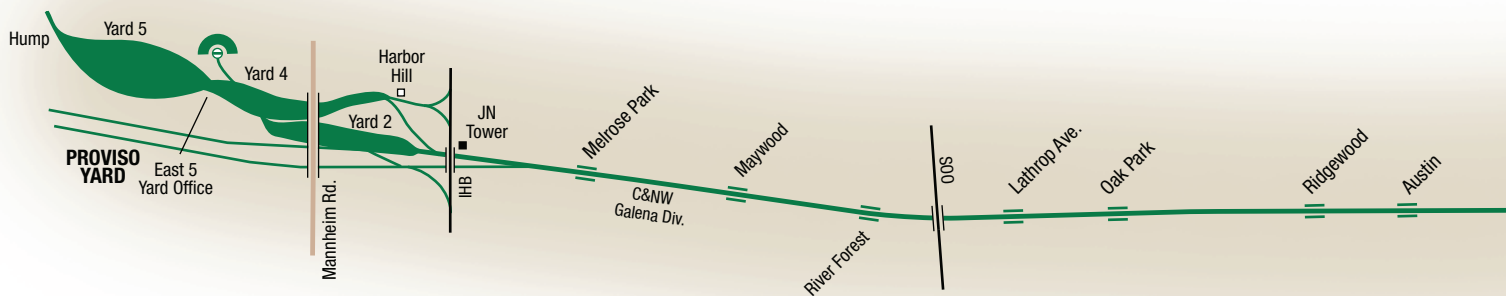 Hump
Yard 5
Yard 4
Harbor
Hill
Yard 2
JN
Tower
PROVISO
YARD
East 5
Yard Office
Mannheim Rd.
IHB
Melrose Park
C&NW
Galena Div.
Maywood
River Forest
SOO
Lathrop Ave.
Oak Park
Ridgewood
Austin